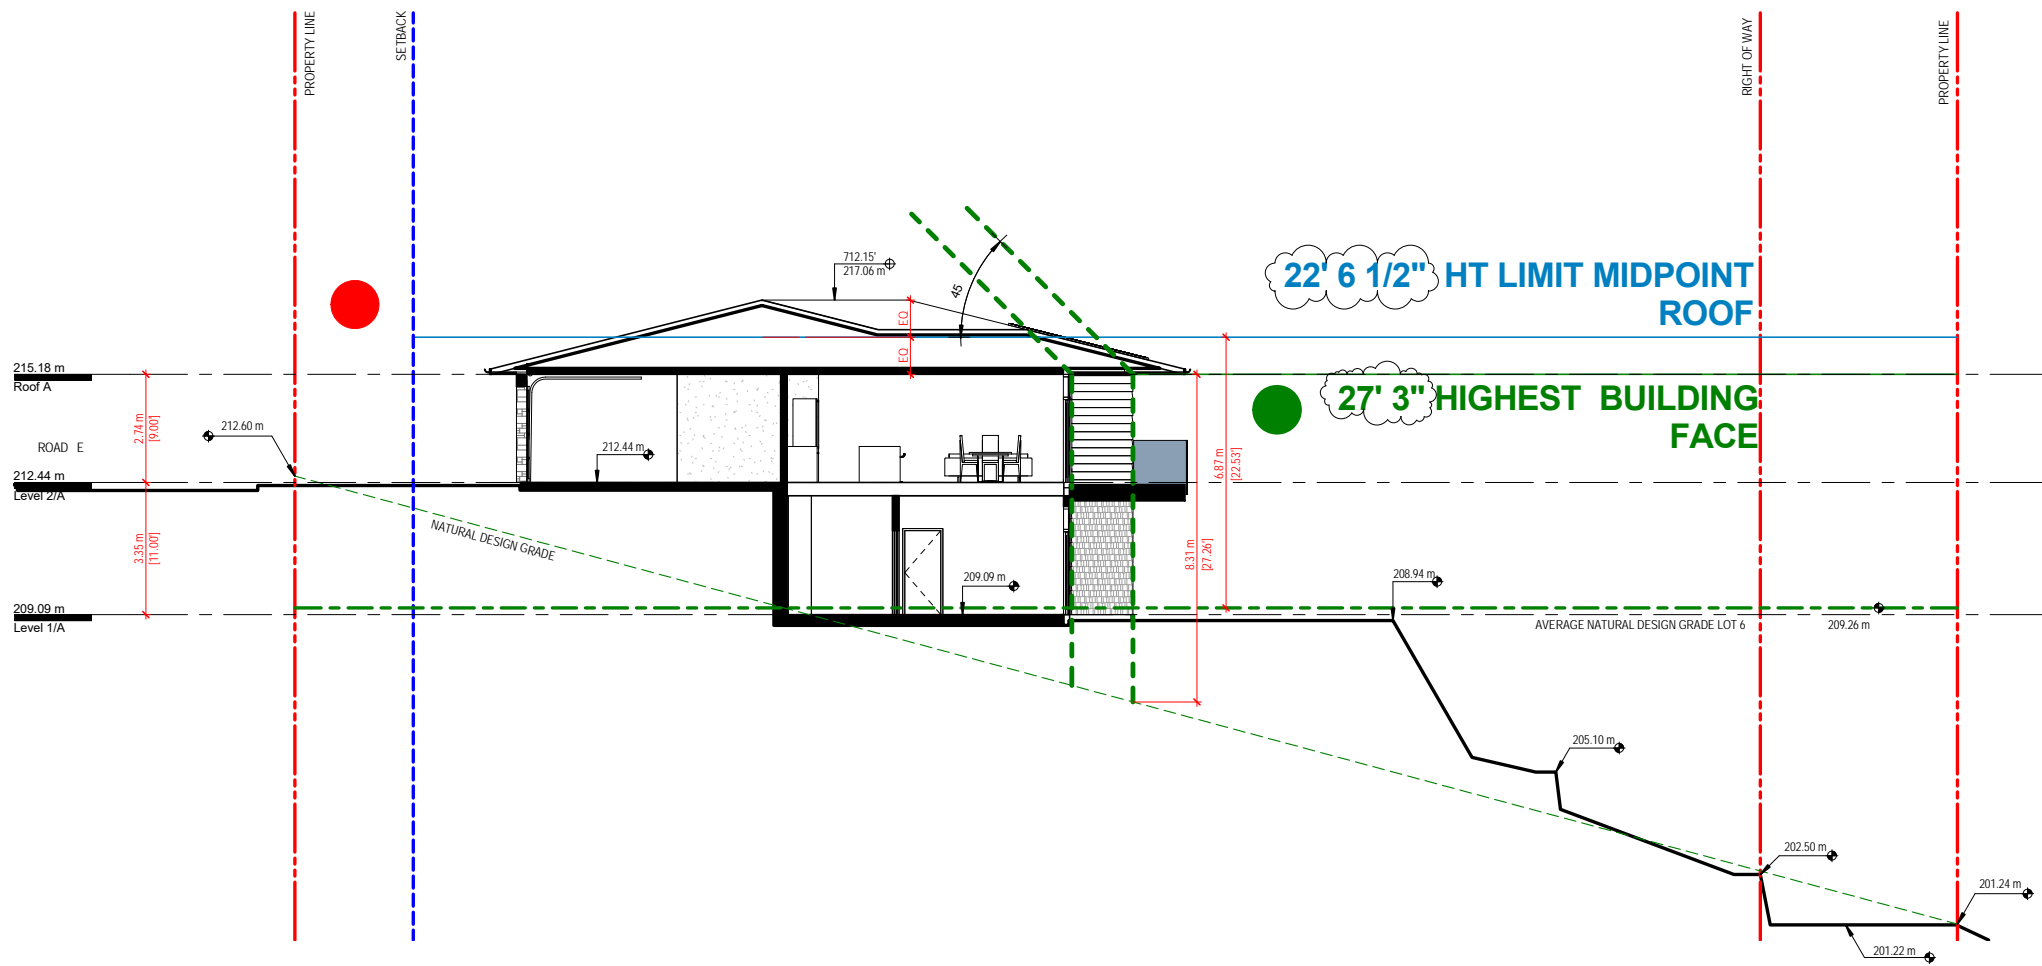 PROPERTY LINE
SETBACK
RIGHT OF WAY
PROPERTY LINE
712.15'
217.06 m
45
EQ
EQ
22' 6 1/2" HT LIMIT MIDPOINT
ROOF
27' 3" HIGHEST BUILDING
FACE
215.18 m
Roof A
2.74 m
[9.00']
212.60 m
ROAD E
212.44 m
Level 2/A
212.44 m
NATURAL DESIGN GRADE
3.35 m
[11.00']
6.87 m
[22.53']
8.31 m
[27.26']
209.09 m
208.94 m
209.09 m
Level 1/A
AVERAGE NATURAL DESIGN GRADE LOT 6
209.26 m
205.10 m
202.50 m
201.24 m
201.22 m